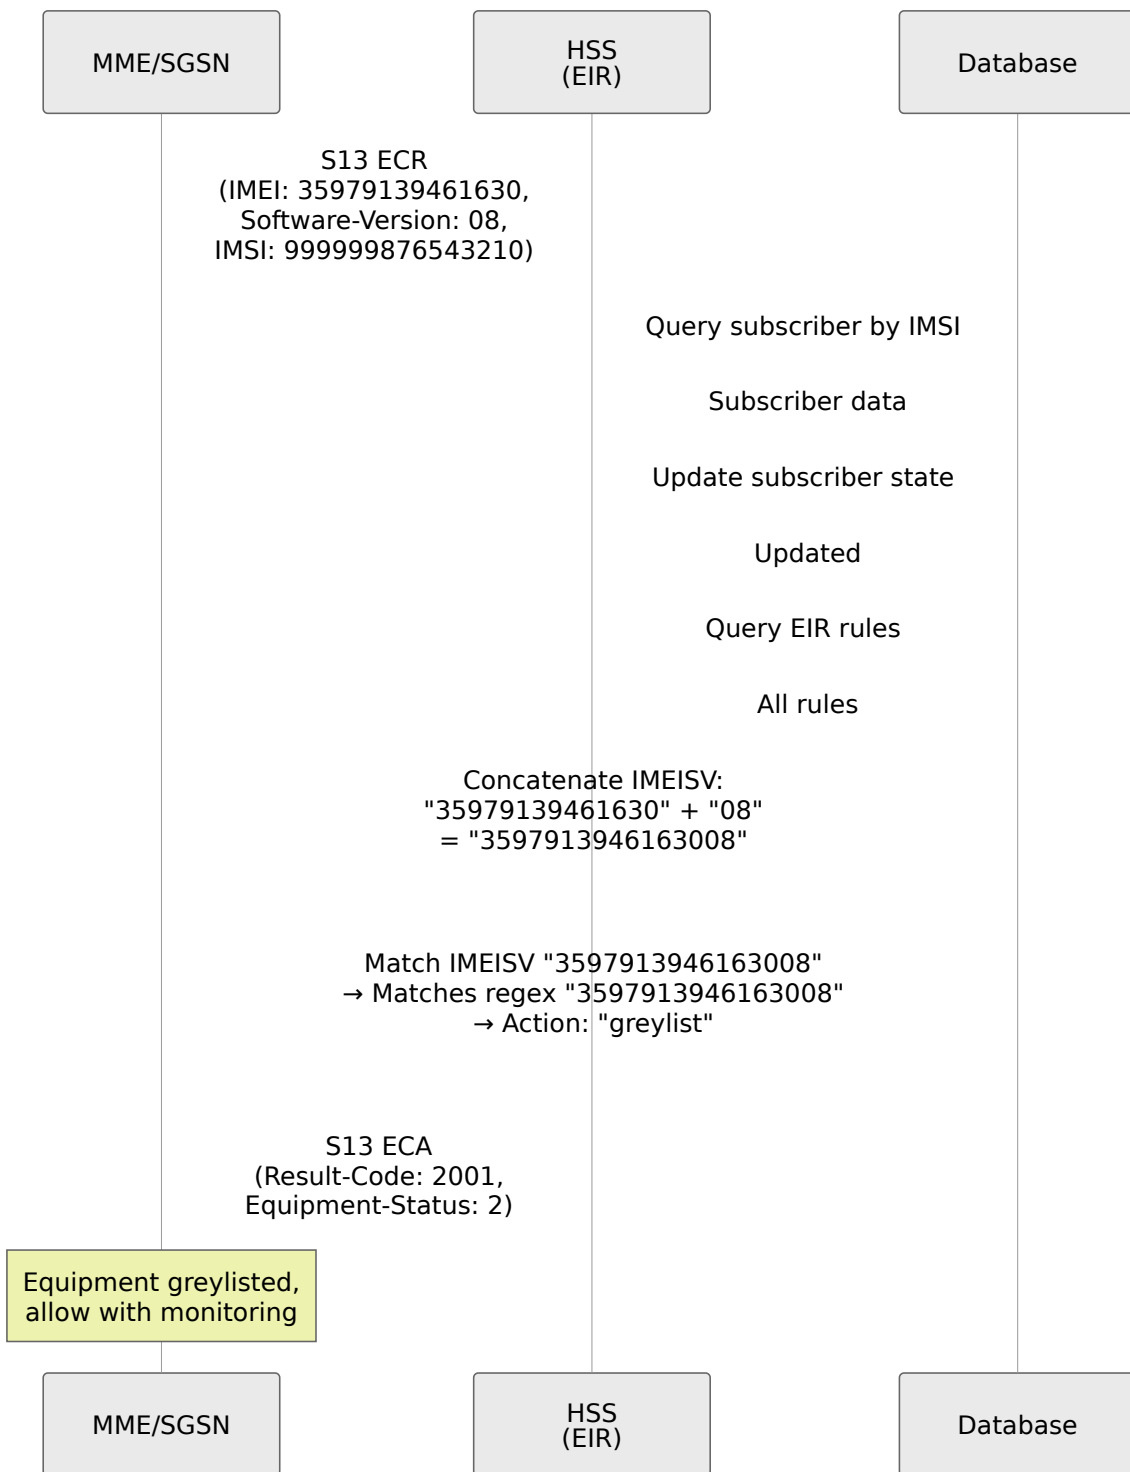 MME/SGSN
HSS
(EIR)
Database
S13 ECR
(IMEI: 35979139461630,
Software-Version: 08,
IMSI: 999999876543210)
Query subscriber by IMSI
Subscriber data
Update subscriber state
Updated
Query EIR rules
All rules
Concatenate IMEISV:
"35979139461630" + "08"
= "3597913946163008"
Match IMEISV "3597913946163008"
→ Matches regex "3597913946163008"
→ Action: "greylist"
S13 ECA
(Result-Code: 2001,
Equipment-Status: 2)
Equipment greylisted,
allow with monitoring
MME/SGSN
HSS
(EIR)
Database